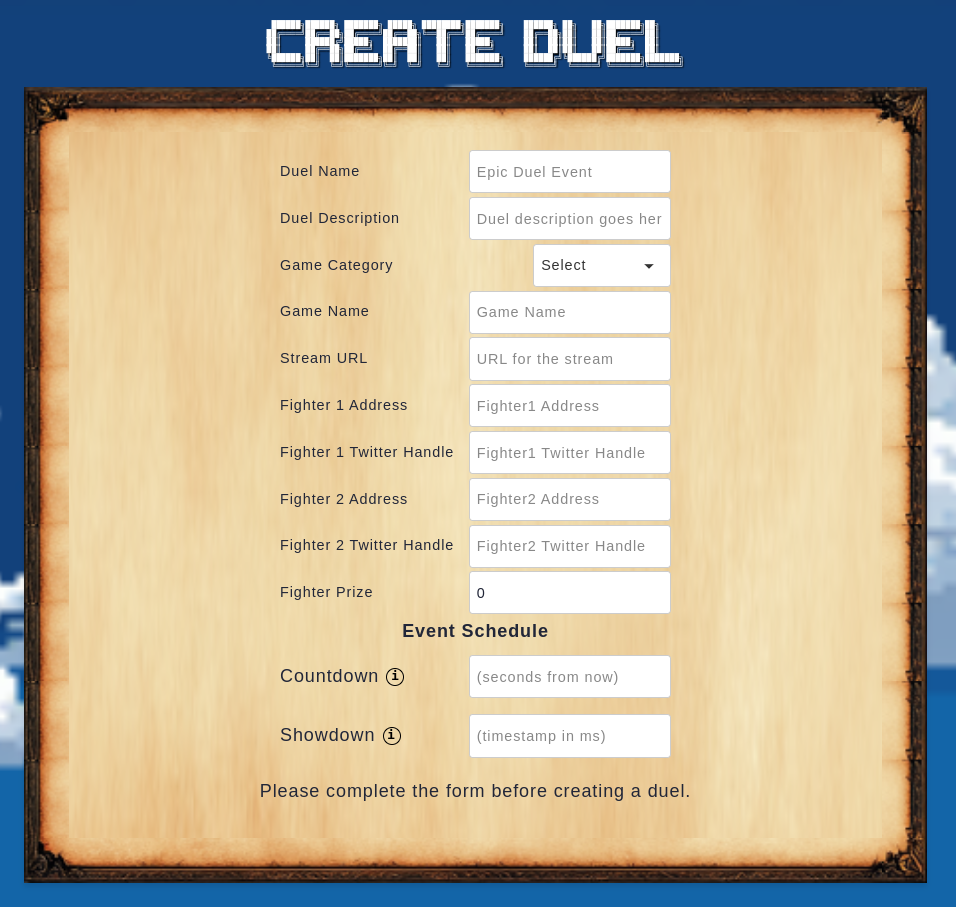 CREATE DUEL
Duel Name
Epic Duel Event
Duel Description
Duel description goes her
Game Category
Select
Game Name
Game Name
Stream URL
URL for the stream
Fighter 1 Address
Fighter1 Address
Fighter 1 Twitter Handle
Fighter1 Twitter Handle
Fighter 2 Address
Fighter2 Address
Fighter 2 Twitter Handle
Fighter2 Twitter Handle
Fighter Prize
0
Event Schedule
Countdown i
(seconds from now)
Showdown i
(timestamp in ms)
Please complete the form before creating a duel.